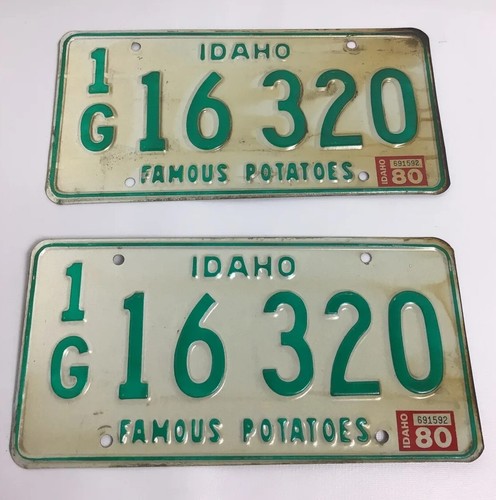 IDAHO
1
G 16 320
FAMOUS POTATOES
IDAHO 691592
80
IDAHO
1
G 16 320
FAMOUS POTATOES
IDAHO 691592
80